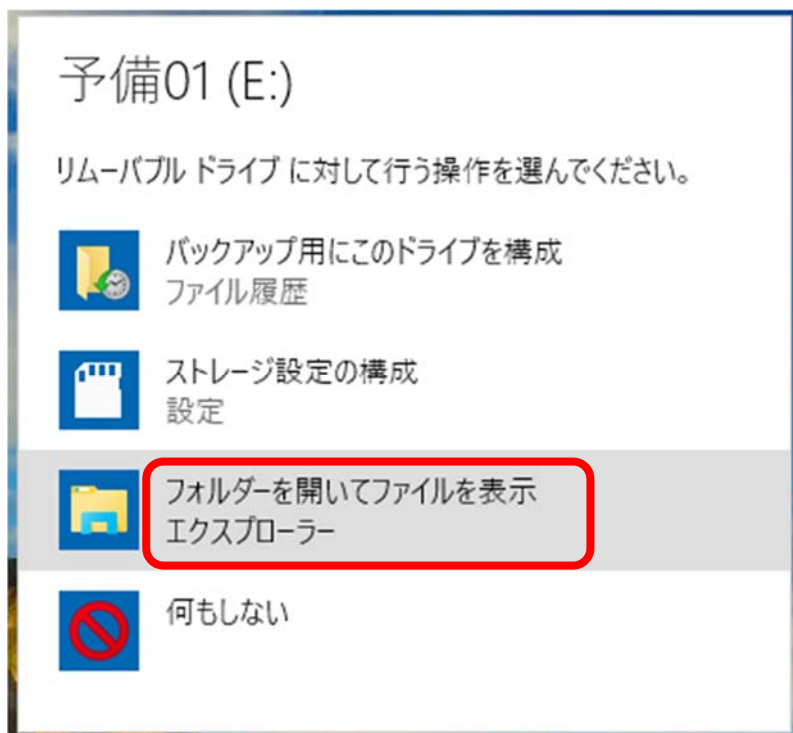 予備01 (E:)
リムーバブル ドライブ に対して行う操作を選んでください。
バックアップ用にこのドライブを構成
ファイル履歴
ストレージ設定の構成
設定
フォルダーを開いてファイルを表示
エクスプローラー
何もしない